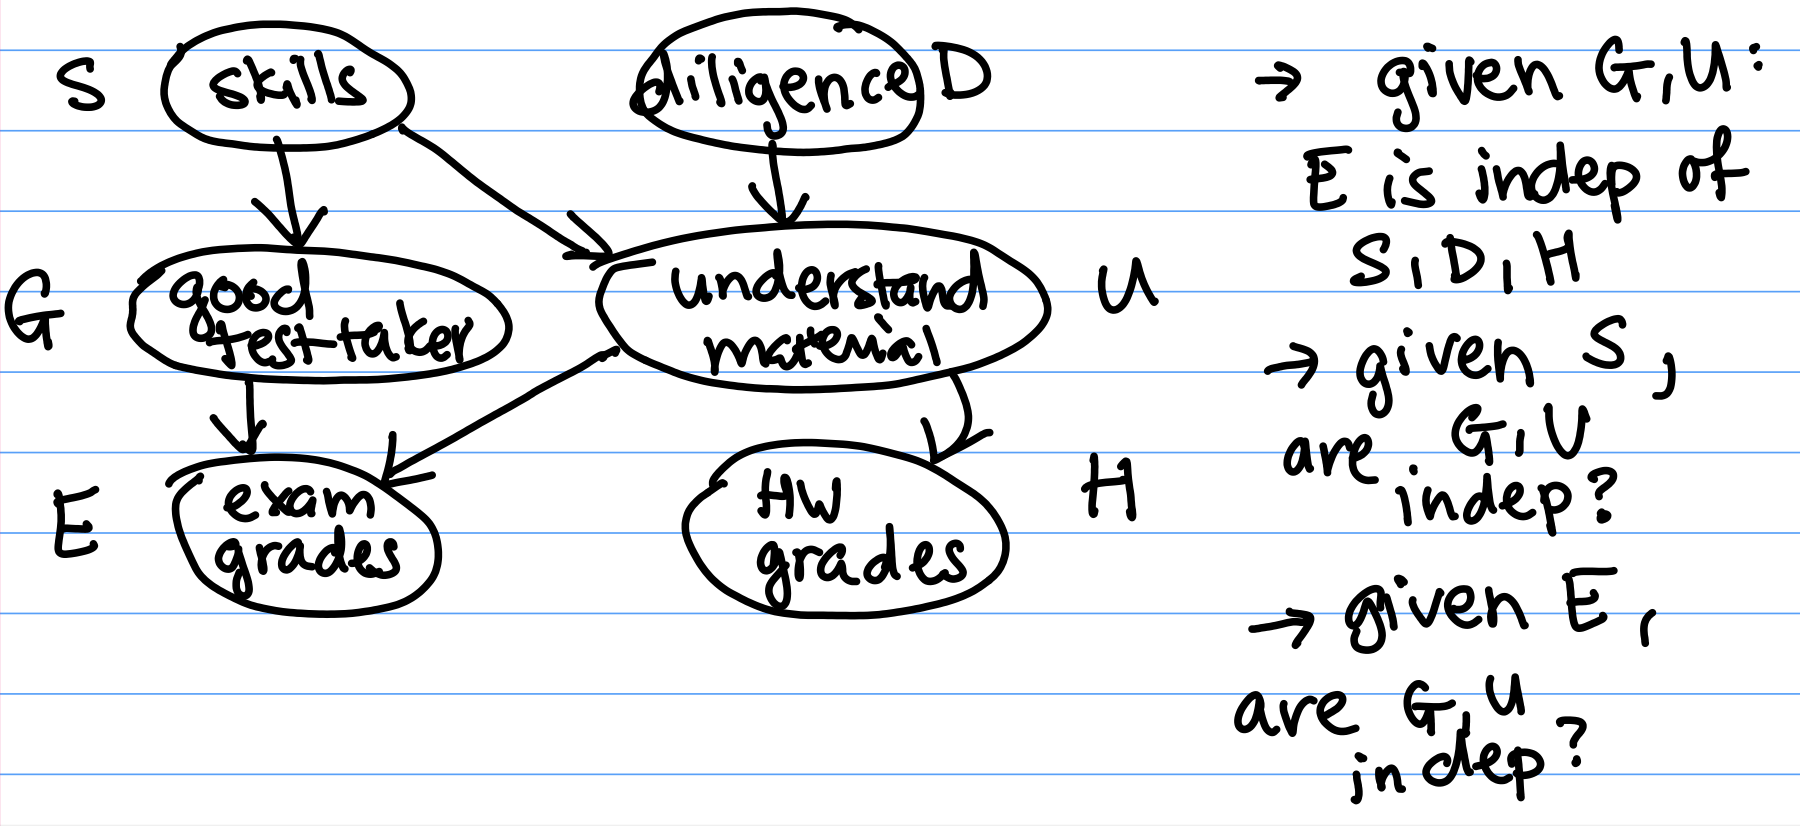 S
skills
diligence
D
G
good
test-taker
understand
material
U
E
exam
grades
HW
grades
H
→ given G, U:
E is indep of
S, D, H
→ given S,
are G, U
indep?
→ given E,
are G, U
indep?